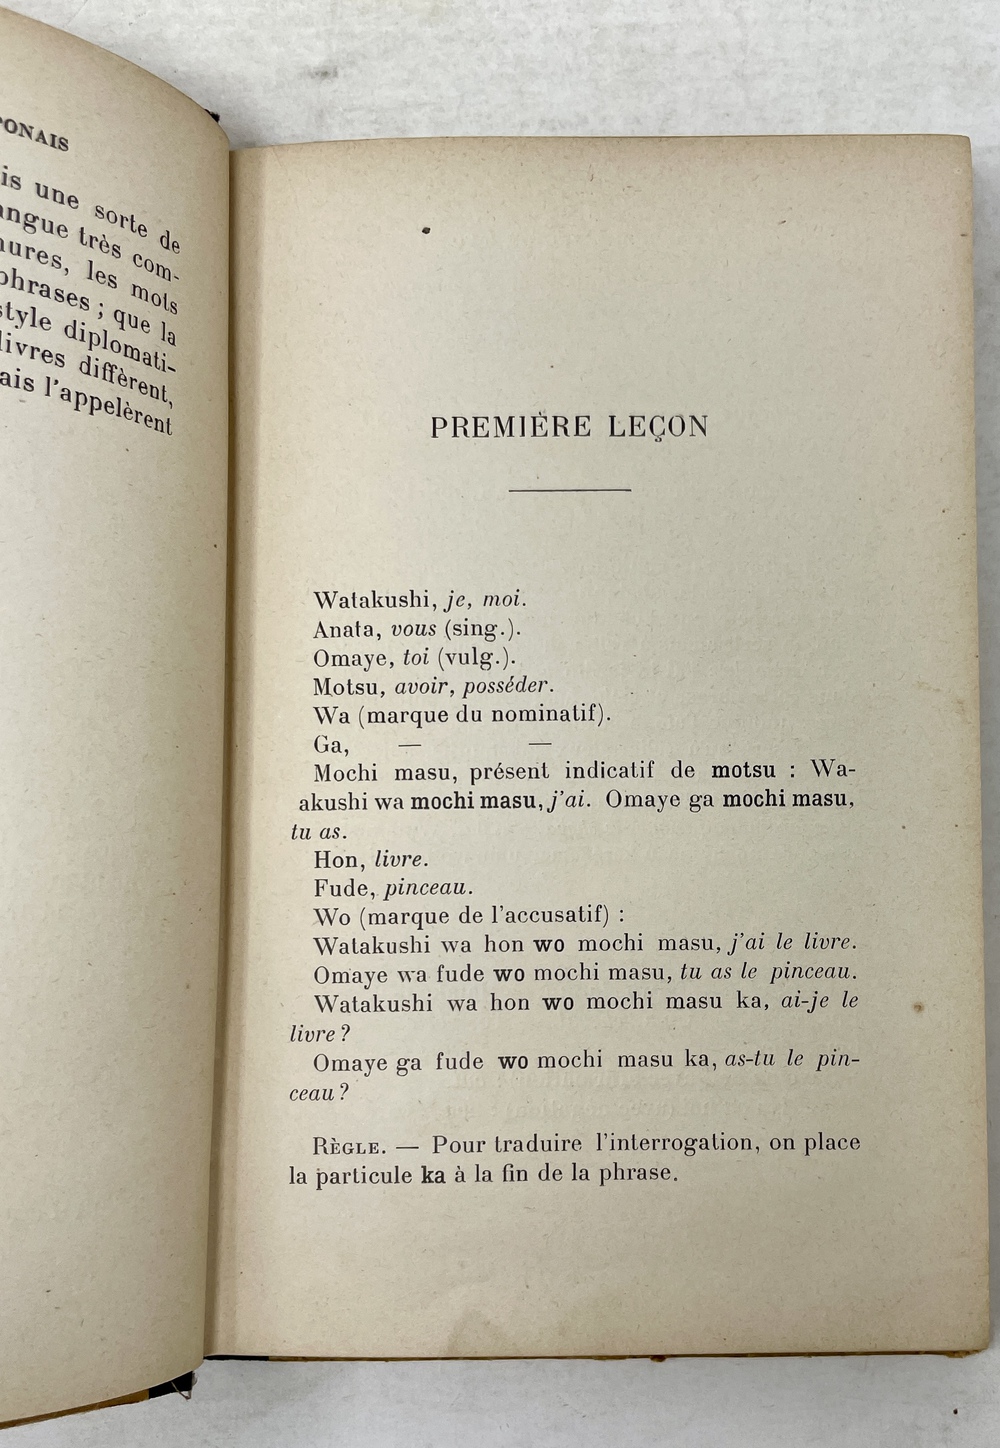 PONAIS
is une sorte de
angue très com-
ures, les mots
phrases ; que la
style diplomati-
livres diffèrent,
ais l'appelèrent
PREMIÈRE LEÇON
Watakushi, je, moi.
Anata, vous (sing.).
Omaye, toi (vulg.).
Motsu, avoir, posséder.
Wa (marque du nominatif).
Ga, — —
Mochi masu, présent indicatif de motsu : Wa-
akushi wa mochi masu, j'ai. Omaye ga mochi masu,
tu as.
Hon, livre.
Fude, pinceau.
Wo (marque de l'accusatif) :
Watakushi wa hon wo mochi masu, j'ai le livre.
Omaye wa fude wo mochi masu, tu as le pinceau.
Watakushi wa hon wo mochi masu ka, ai-je le
livre ?
Omaye ga fude wo mochi masu ka, as-tu le pin-
ceau ?
RÈGLE. — Pour traduire l'interrogation, on place
la particule ka à la fin de la phrase.